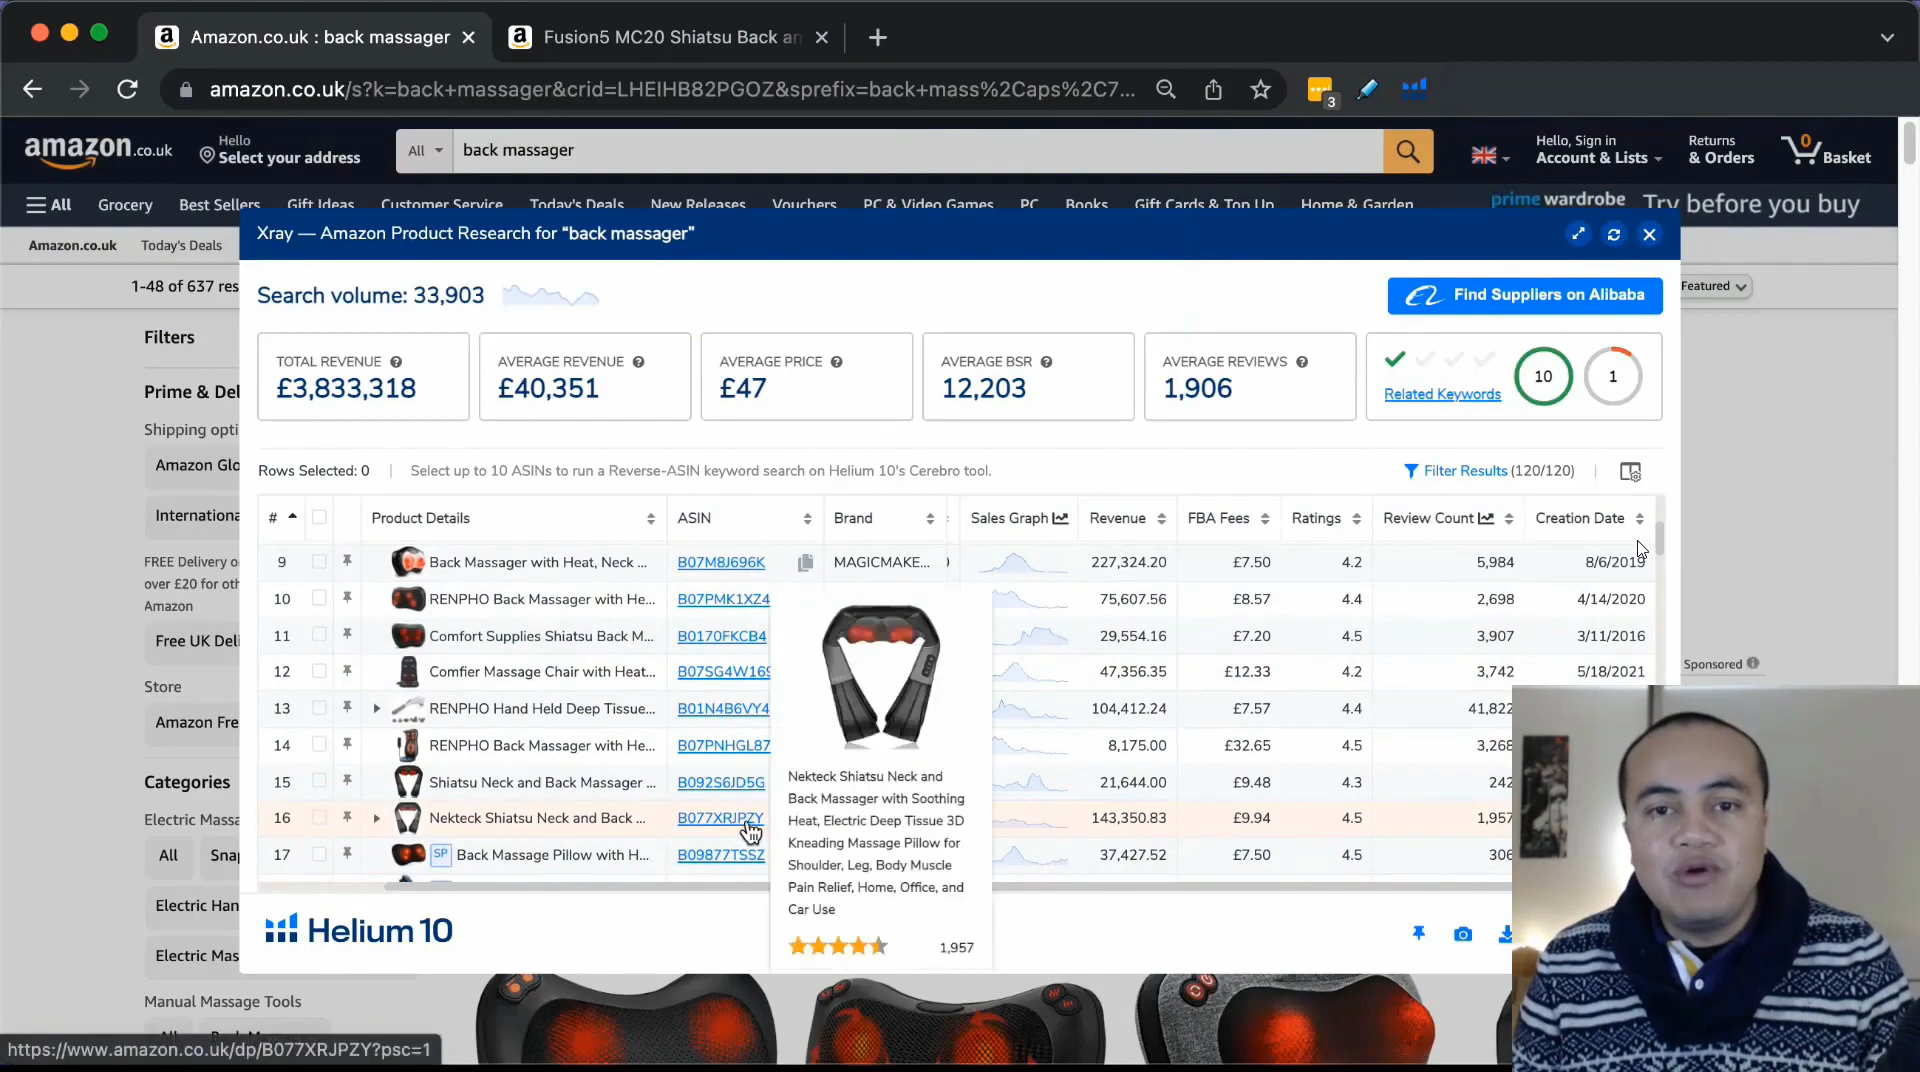 Amazon.co.uk : back massager
Fusion5 MC20 Shiatsu Back an
amazon.co.uk/s?k=back+massager&crid=LHEIHB82PGOZ&sprefix=back+mass%2Caps%2C7...
3
amazon.co.uk
Hello
Select your address
All
back massager
Hello, Sign in
Account & Lists
Returns
& Orders
0
Basket
All
Grocery
Best Sellers
Gift Ideas
Customer Service
Today's Deals
New Releases
Vouchers
PC & Video Games
PC
Books
Gift Cards & Top Up
Home & Garden
prime wardrobe
Try before you buy
Amazon.co.uk
Today's Deals
Xray — Amazon Product Research for “back massager”
1-48 of 637 res
Featured
Search volume: 33,903
Find Suppliers on Alibaba
Filters
TOTAL REVENUE
£3,833,318
AVERAGE REVENUE
£40,351
AVERAGE PRICE
£47
AVERAGE BSR
12,203
AVERAGE REVIEWS
1,906
Related Keywords
10
1
Prime & Del
Shipping opti
Amazon Glo
Internationa
FREE Delivery o
over £20 for
Amazon
Free UK Deli
Store
Amazon Fre
Categories
Electric Massa
All
Sna
Electric Han
Electric Mas
Manual Massage Tools
Rows Selected: 0
Select up to 10 ASINs to run a Reverse-ASIN keyword search on Helium 10's Cerebro tool.
Filter Results (120/120)
# Product Details ASIN Brand Sales Graph Revenue FBA Fees Ratings Review Count Creation Date
9 Back Massager with Heat, Neck ... B07M8J696K MAGICMAKE... 227,324.20 £7.50 4.2 5,984 8/6/2019
10 RENPHO Back Massager with He... B07PMK1XZ4 75,607.56 £8.57 4.4 2,698 4/14/2020
11 Comfort Supplies Shiatsu Back M... B0170FKCB4 29,554.16 £7.20 4.5 3,907 3/11/2016
12 Comfier Massage Chair with Heat... B07SG4W169 47,356.35 £12.33 4.2 3,742 5/18/2021
13 RENPHO Hand Held Deep Tissue... B01N4B6VY4 104,412.24 £7.57 4.4 41,822
14 RENPHO Back Massager with He... B07PNHGL87 8,175.00 £32.65 4.5 3,268
15 Shiatsu Neck and Back Massager ... B092S6JD5G 21,644.00 £9.48 4.3 242
16 Nekteck Shiatsu Neck and Back ... B077XRJPZY 143,350.83 £9.94 4.5 1,957
17 SP Back Massage Pillow with H... B09877TSSZ 37,427.52 £7.50 4.5 306
Nekteck Shiatsu Neck and
Back Massager with Soothing
Heat, Electric Deep Tissue 3D
Kneading Massage Pillow for
Shoulder, Leg, Body Muscle
Pain Relief, Home, Office, and
Car Use
1,957
Sponsored
Helium 10
https://www.amazon.co.uk/dp/B077XRJPZY?psc=1